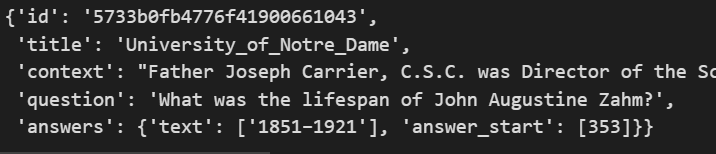 {'id': '5733b0fb4776f41900661043',
'title': 'University_of_Notre_Dame',
'context': "Father Joseph Carrier, C.S.C. was Director of the Sc
'question': 'What was the lifespan of John Augustine Zahm?',
'answers': {'text': ['1851–1921'], 'answer_start': [353]}}